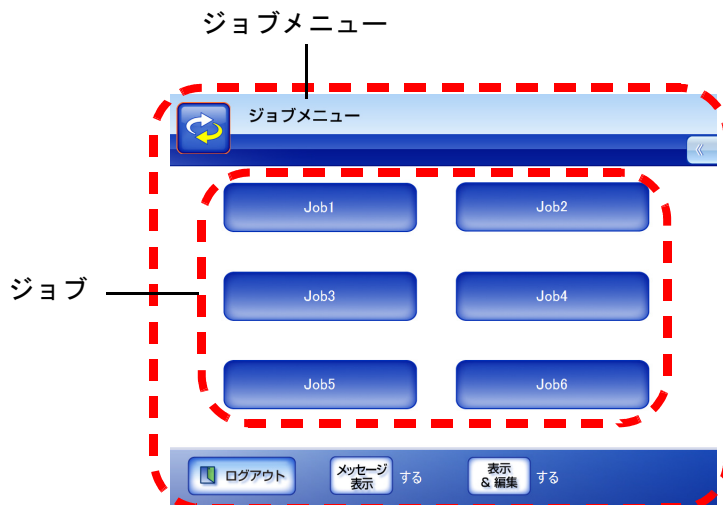 ジョブメニュー
ジョブメニュー
Job1
Job2
ジョブ
Job3
Job4
Job5
Job6
ログアウト
メッセージ
表示
する
表示
& 編集
する